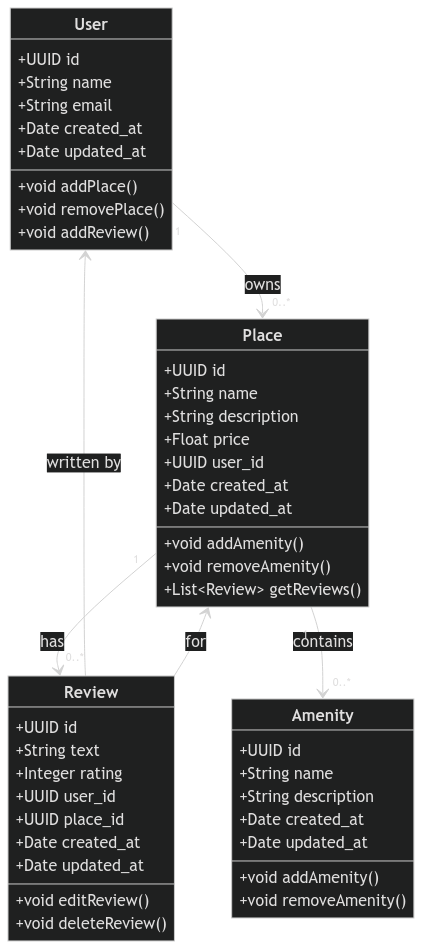 User
+UUID id
+String name
+String email
+Date created_at
+Date updated_at
+void addPlace()
+void removePlace()
+void addReview()
1
owns
0..*
Place
+UUID id
+String name
+String description
+Float price
+UUID user_id
+Date created_at
+Date updated_at
+void addAmenity()
+void removeAmenity()
+List<Review> getReviews()
written by
1
has
for
contains
0..*
0..*
Review
+UUID id
+String text
+Integer rating
+UUID user_id
+UUID place_id
+Date created_at
+Date updated_at
+void editReview()
+void deleteReview()
Amenity
+UUID id
+String name
+String description
+Date created_at
+Date updated_at
+void addAmenity()
+void removeAmenity()